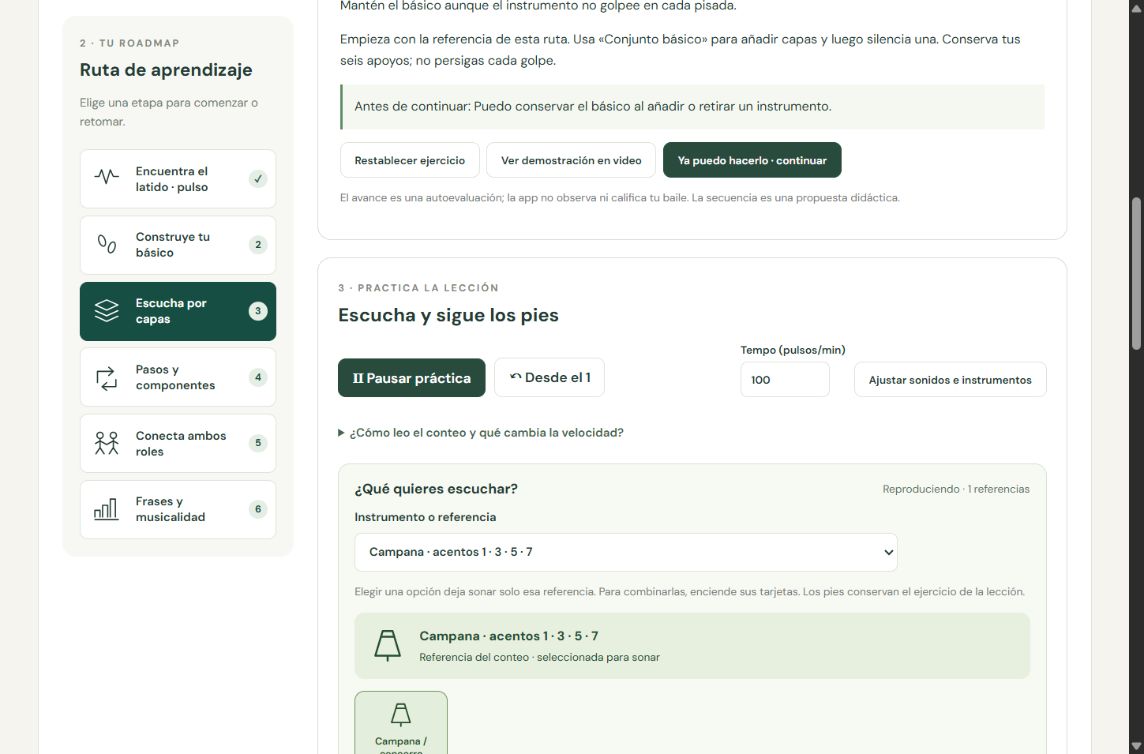 Mantén el básico aunque el instrumento no golpee en cada pisada.
Empieza con la referencia de esta ruta. Usa «Conjunto básico» para añadir capas y luego silencia una. Conserva tus
seis apoyos; no persigas cada golpe.
Antes de continuar: Puedo conservar el básico al añadir o retirar un instrumento.
Restablecer ejercicio
Ver demostración en video
Ya puedo hacerlo · continuar
El avance es una autoevaluación; la app no observa ni califica tu baile. La secuencia es una propuesta didáctica.
2 · TU ROADMAP
Ruta de aprendizaje
Elige una etapa para comenzar o
retomar.
Encuentra el
latido · pulso
✓
Construye tu
básico
2
Escucha por
capas
3
Pasos y
componentes
4
Conecta ambos
roles
5
Frases y
musicalidad
6
3 · PRACTICA LA LECCIÓN
Escucha y sigue los pies
Pausar práctica
↶ Desde el 1
Tempo (pulsos/min)
100
Ajustar sonidos e instrumentos
▶ ¿Cómo leo el conteo y qué cambia la velocidad?
¿Qué quieres escuchar?
Reproduciendo · 1 referencias
Instrumento o referencia
Campana · acentos 1 · 3 · 5 · 7
Elegir una opción deja sonar solo esa referencia. Para combinarlas, enciende sus tarjetas. Los pies conservan el ejercicio de la lección.
Campana · acentos 1 · 3 · 5 · 7
Referencia del conteo · seleccionada para sonar
Campana /